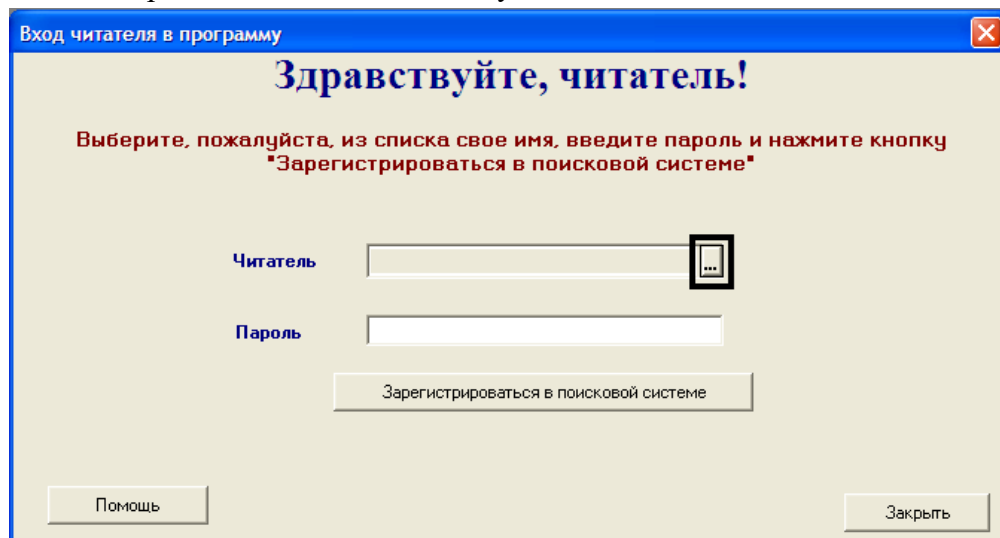 Вход читателя в программу
Здравствуйте, читатель!
Выберите, пожалуйста, из списка свое имя, введите пароль и нажмите кнопку
"Зарегистрироваться в поисковой системе"
Читатель
...
Пароль
Зарегистрироваться в поисковой системе
Помощь
Закрыть